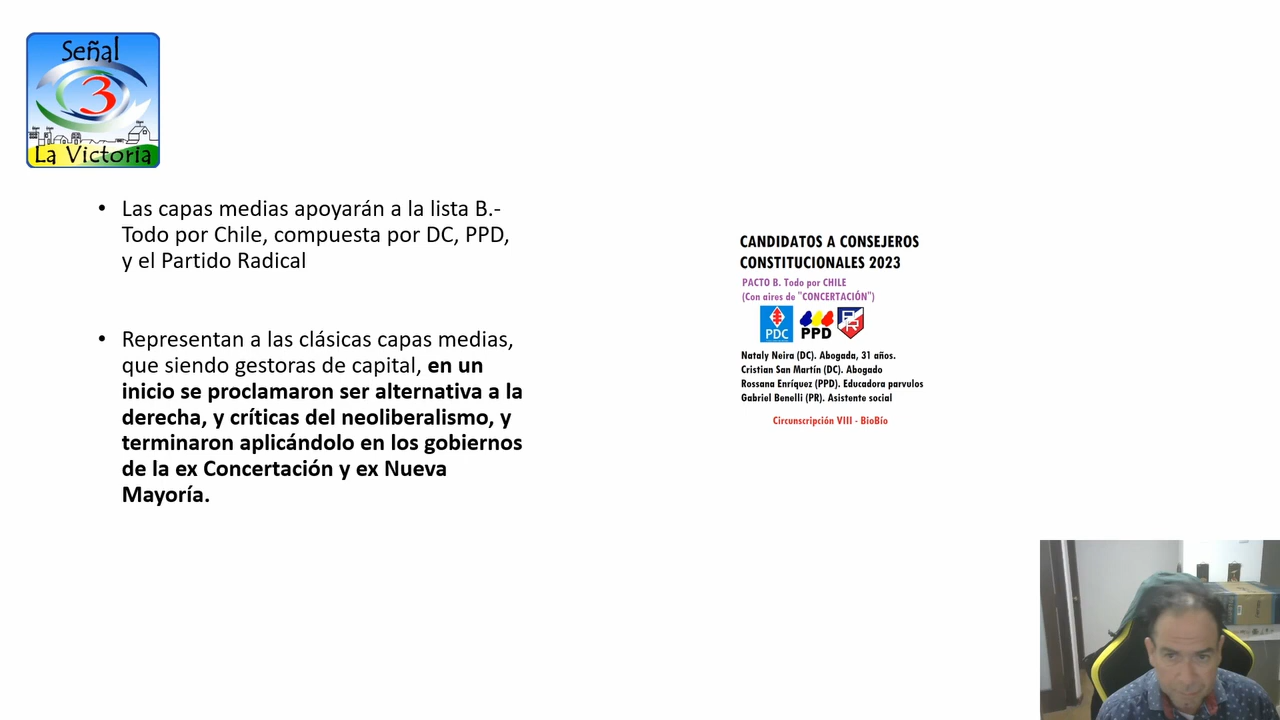 Señal
3
La Victoria
• Las capas medias apoyarán a la lista B.-
Todo por Chile, compuesta por DC, PPD,
y el Partido Radical
• Representan a las clásicas capas medias,
que siendo gestoras de capital, en un
inicio se proclamaron ser alternativa a la
derecha, y críticas del neoliberalismo, y
terminaron aplicándolo en los gobiernos
de la ex Concertación y ex Nueva
Mayoría.
CANDIDATOS A CONSEJEROS
CONSTITUCIONALES 2023
PACTO B. Todo por CHILE
(Con aires de "CONCERTACIÓN")
PDC PPD PR
Nataly Neira (DC). Abogada, 31 años.
Cristian San Martín (DC). Abogado
Rossana Enríquez (PPD). Educadora parvulos
Gabriel Benelli (PR). Asistente social
Circunscripción VIII - BioBío